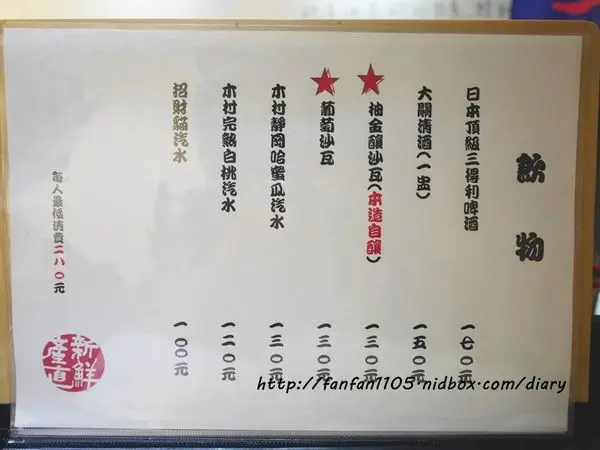 飲物
日本頂級三得利啤酒 一七〇元
大關清酒(一盅) 一五〇元
柚金釀沙瓦(本造自釀) 一三〇元
葡萄沙瓦 一三〇元
木村靜岡哈蜜瓜汽水 一三〇元
木村完熟白桃汽水 一二〇元
招財貓汽水 一〇〇元
每人最低消費二八〇元
新鮮
產直
http://fanfan1105.nidbox.com/diary